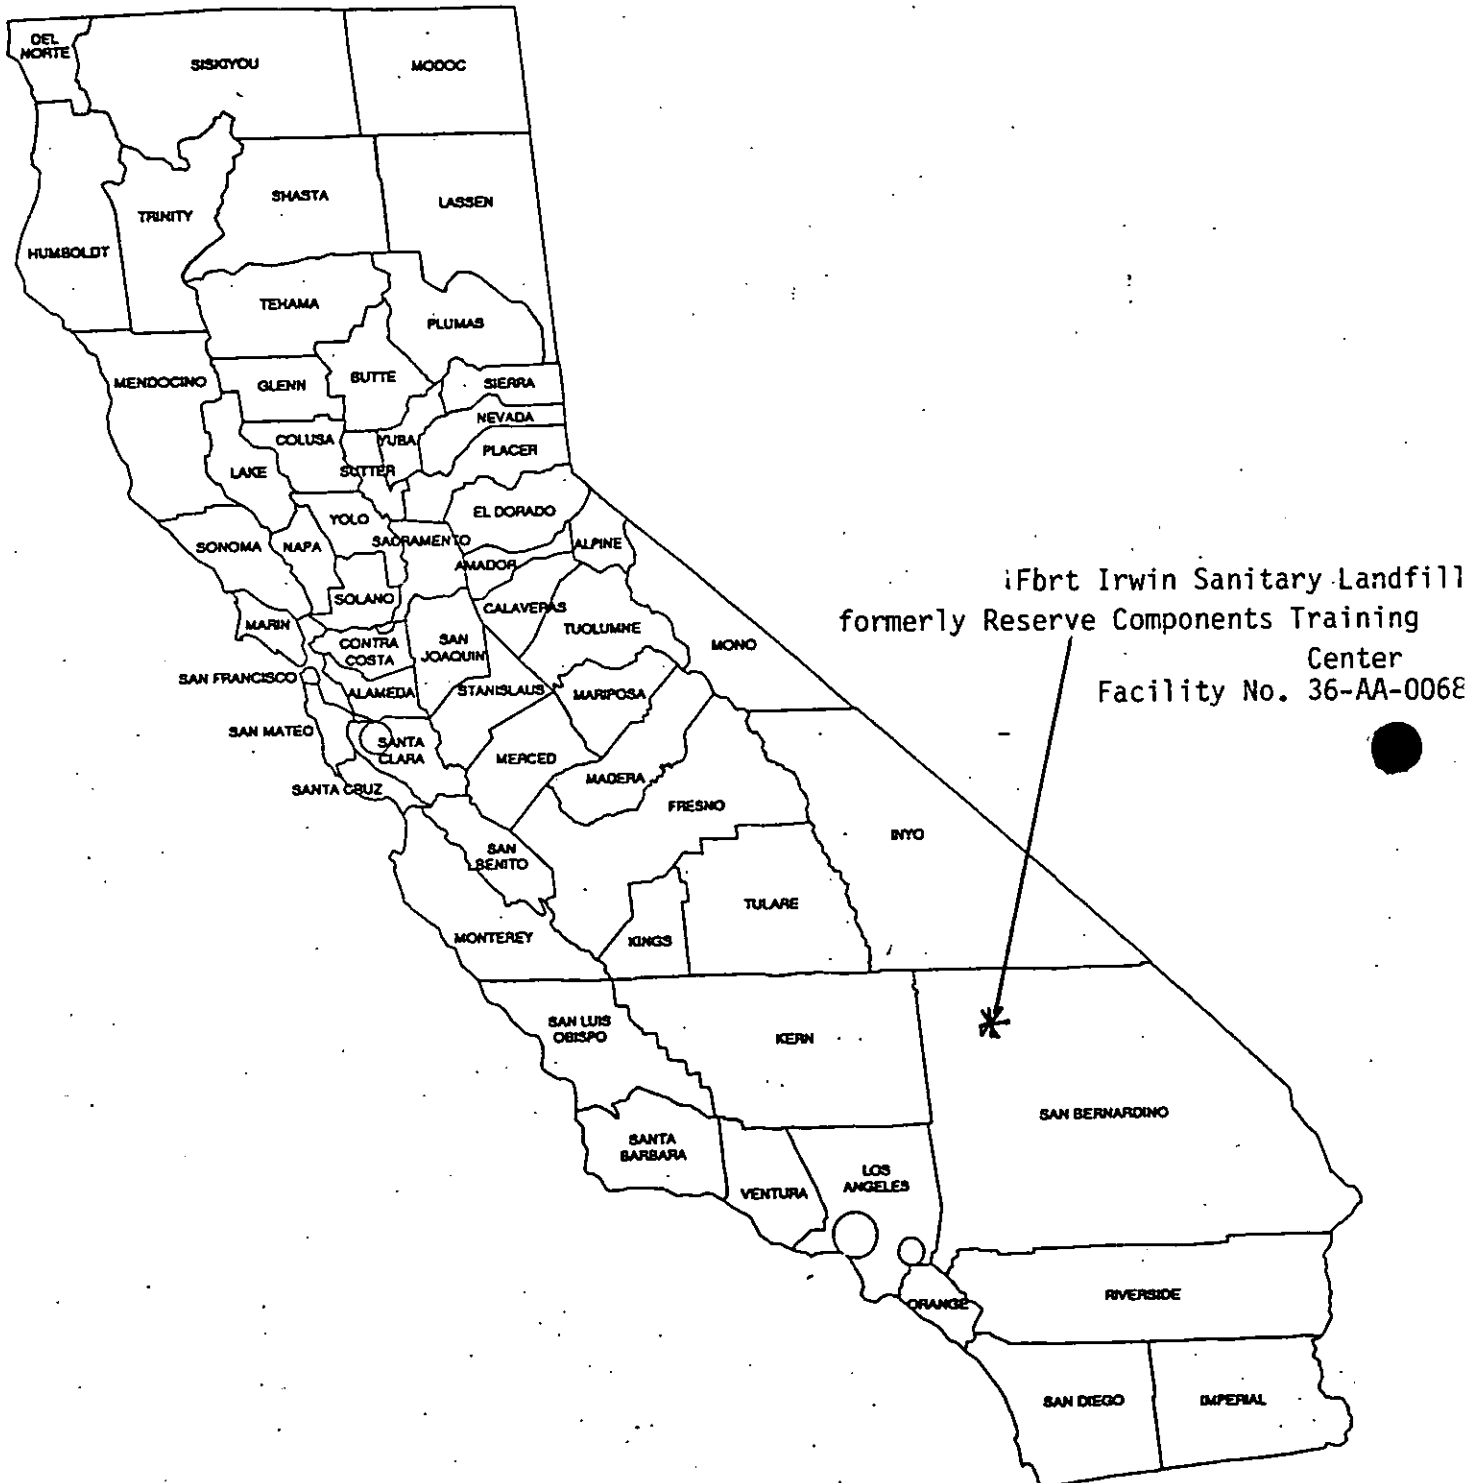 DEL
NORTE
SISKIYOU
MODOC
SHASTA
LASSEN
TRINITY
HUMBOLDT
TEHAMA
PLUMAS
MENDOCINO
GLENN
BUTTE
SIERRA
NEVADA
COLUSA
YUBA
PLACER
LAKE
SUTTER
EL DORADO
YOLO
SACRAMENTO
SONOMA
NAPA
ALPINE
AMADOR
SOLANO
CALAVERAS
MARIN
TUOLUMNE
CONTRA
COSTA
SAN
JOAQUIN
MONO
Fort Irwin Sanitary Landfill
formerly Reserve Components Training
Center
Facility No. 36-AA-0068
SAN FRANCISCO
ALAMEDA
STANISLAUS
MARIPOSA
SAN MATEO
SANTA
CLARA
MERCED
SANTA CRUZ
MADERA
FRESNO
INYO
SAN
BENITO
TULARE
MONTEREY
KINGS
SAN LUIS
OBISPO
KERN
SAN BERNARDINO
SANTA
BARBARA
VENTURA
LOS
ANGELES
ORANGE
RIVERSIDE
SAN DIEGO
IMPERIAL